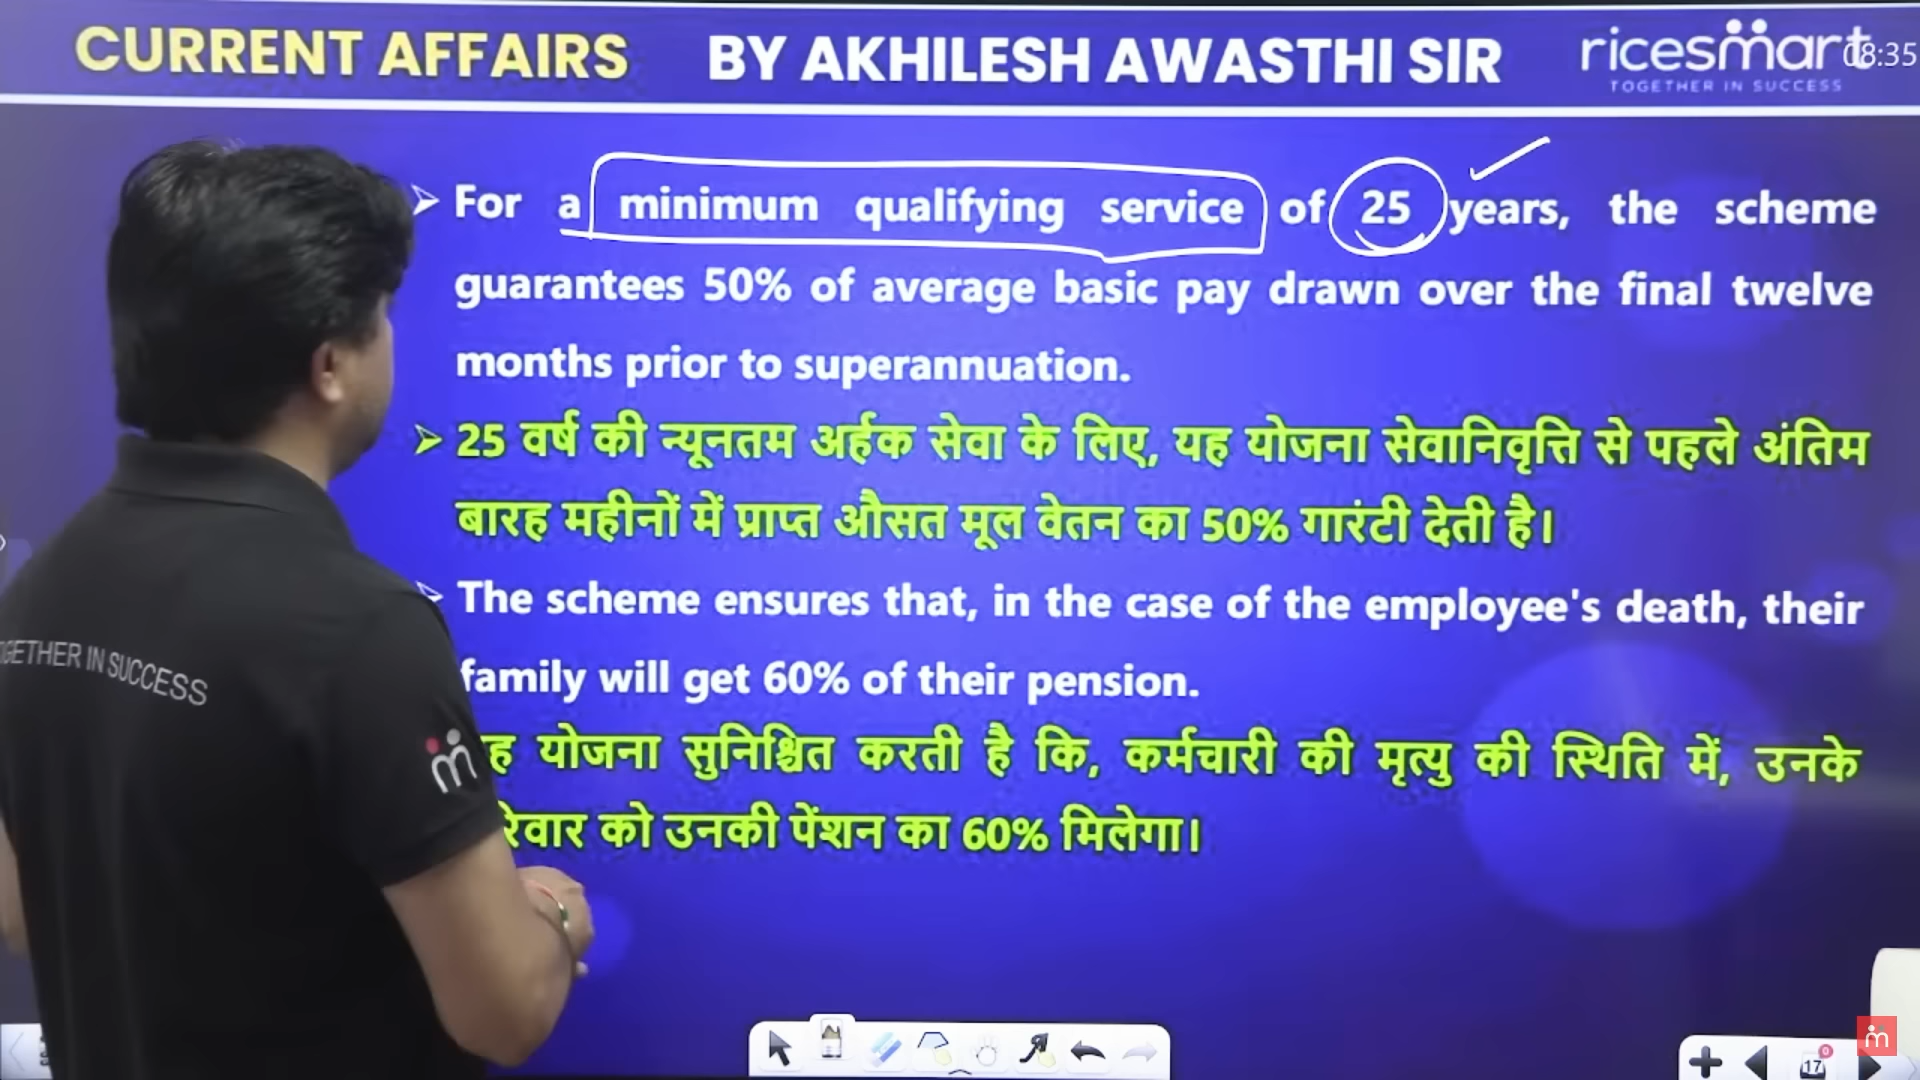 CURRENT AFFAIRS BY AKHILESH AWASTHI SIR ricesmart 08:35
TOGETHER IN SUCCESS
For a minimum qualifying service of 25 years, the scheme
guarantees 50% of average basic pay drawn over the final twelve
months prior to superannuation.
25 वर्ष की न्यूनतम अर्हक सेवा के लिए, यह योजना सेवानिवृत्ति से पहले अंतिम
बारह महीनों में प्राप्त औसत मूल वेतन का 50% गारंटी देती है।
The scheme ensures that, in the case of the employee's death, their
family will get 60% of their pension.
योजना सुनिश्चित करती है कि, कर्मचारी की मृत्यु की स्थिति में, उनके
को उनकी पेंशन का 60% मिलेगा।
TOGETHER IN SUCCESS
17
0